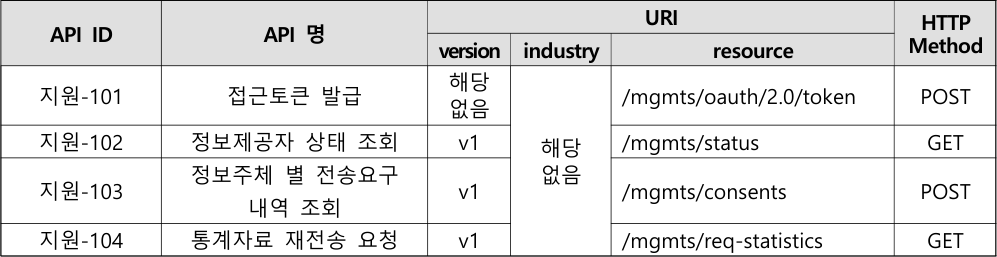 API ID API 명 URI HTTP Method
version industry resource
지원-101 접근토큰 발급 해당 없음 해당 없음 /mgmts/oauth/2.0/token POST
지원-102 정보제공자 상태 조회 v1 /mgmts/status GET
지원-103 정보주체 별 전송요구 내역 조회 v1 /mgmts/consents POST
지원-104 통계자료 재전송 요청 v1 /mgmts/req-statistics GET